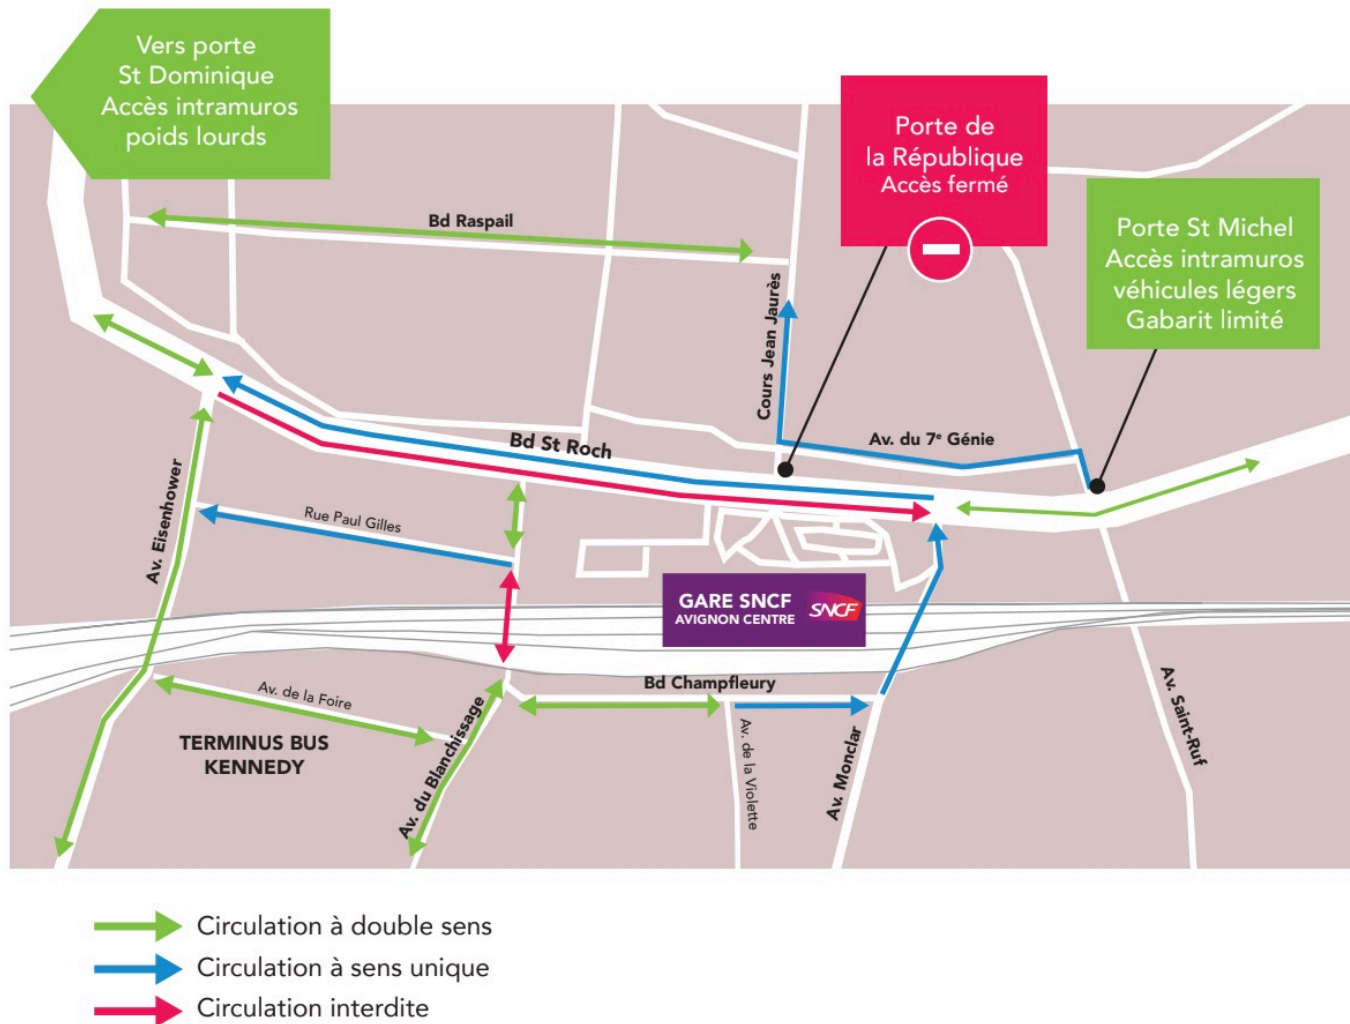 Vers porte
St Dominique
Accès intramuros
poids lourds
Porte de
la République
Accès fermé
Porte St Michel
Accès intramuros
véhicules légers
Gabarit limité
Bd Raspail
Cours Jean Jaurès
Av. du 7e Génie
Bd St Roch
Av. Eisenhower
Rue Paul Gilles
GARE SNCF
AVIGNON CENTRE
SNCF
Bd Champfleury
Av. de la Foire
TERMINUS BUS
KENNEDY
Av. du Blanchissage
Av. de la Violette
Av. Monclar
Av. Saint-Ruf
Circulation à double sens
Circulation à sens unique
Circulation interdite